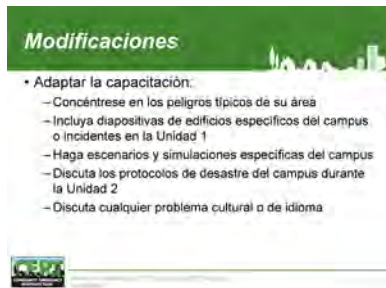 Modificaciones
• Adaptar la capacitación:
– Concéntrese en los peligros típicos de su área
– Incluya diapositivas de edificios específicos del campus
o incidentes en la Unidad 1
– Haga escenarios y simulaciones específicas del campus
– Discuta los protocolos de desastre del campus durante
la Unidad 2
– Discuta cualquier problema cultural o de idioma
CERT